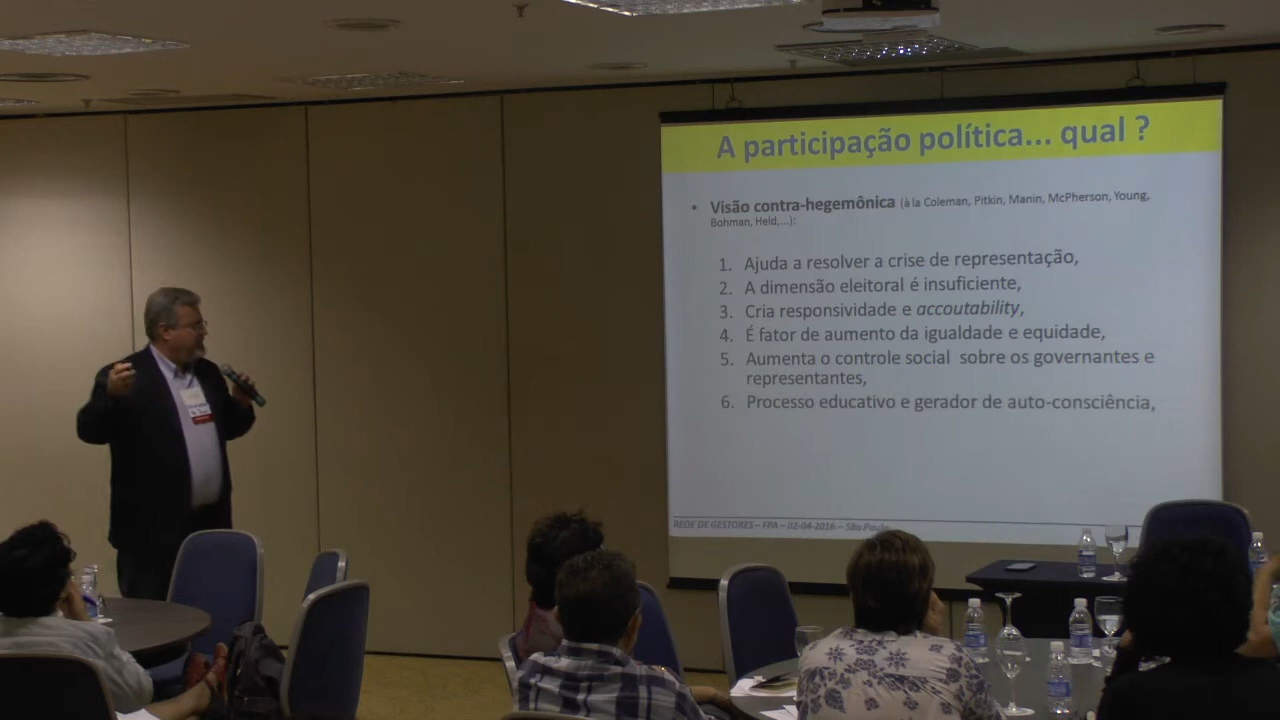 A participação política... qual ?
• Visão contra-hegemônica (à la Coleman, Pitkin, Manin, McPherson, Young,
Bohman, Held,...):
1. Ajuda a resolver a crise de representação,
2. A dimensão eleitoral é insuficiente,
3. Cria responsividade e accoutability,
4. É fator de aumento da igualdade e equidade,
5. Aumenta o controle social sobre os governantes e
representantes,
6. Processo educativo e gerador de auto-consciência,
REDE DE GESTORES – FPA – 02-04-2016 – São Paulo